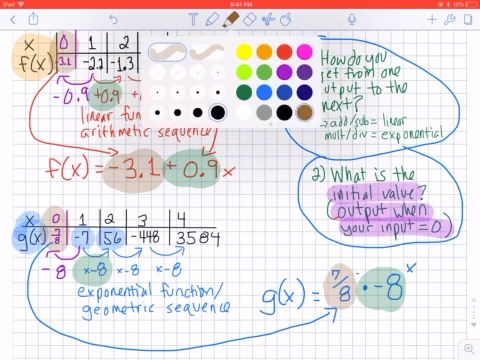 iPad
6:41 PM
100%
x 0 1 2
f(x) -3.1 -2.2 -1.3
-0.9 +0.9
linear fun
arithmetic sequence
f(x) = -3.1 + 0.9x
How do you
get from one
output to the
next?
→ add/sub = linear
mult/div = exponential
2) What is the
initial value?
(output when
your input = 0)
x 0 1 2 3 4
g(x) 7/8 -7 56 -448 3584
÷-8 x-8 x-8 x-8
exponential function/
geometric sequence
g(x) = 7/8 • -8^x